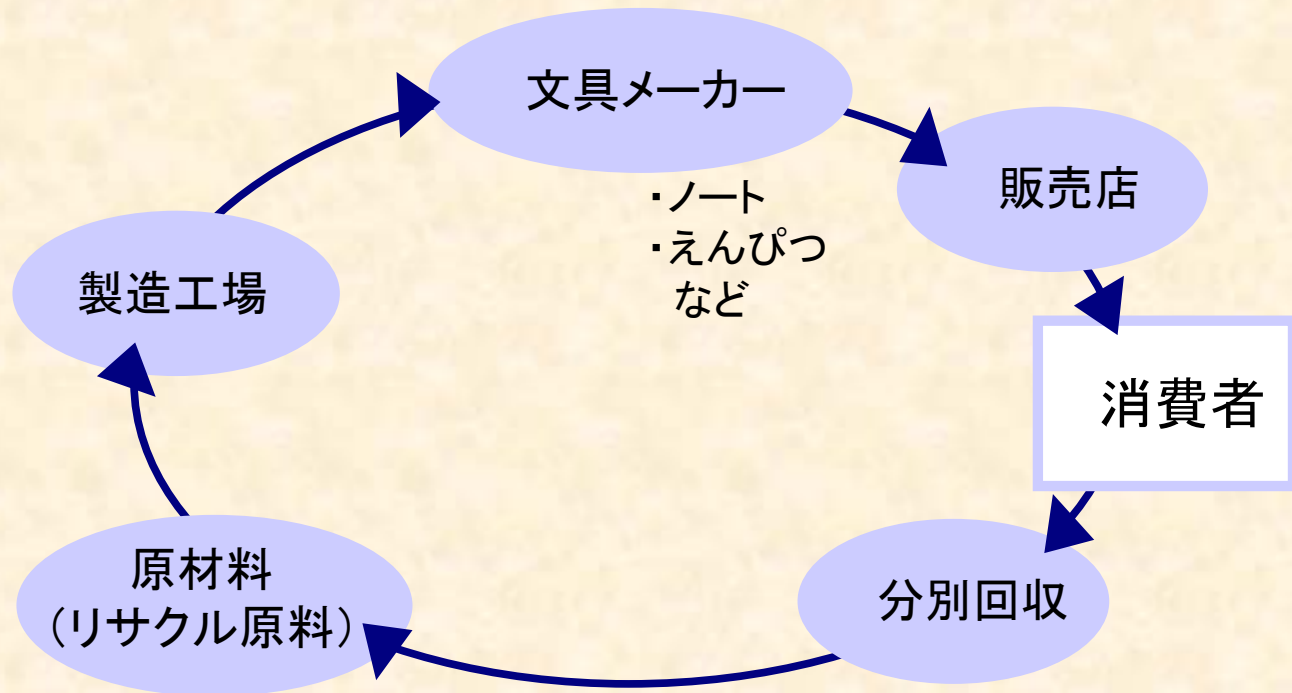 文具メーカー
・ノート
・えんぴつ
など
販売店
消費者
分別回収
原材料
（リサクル原料）
製造工場